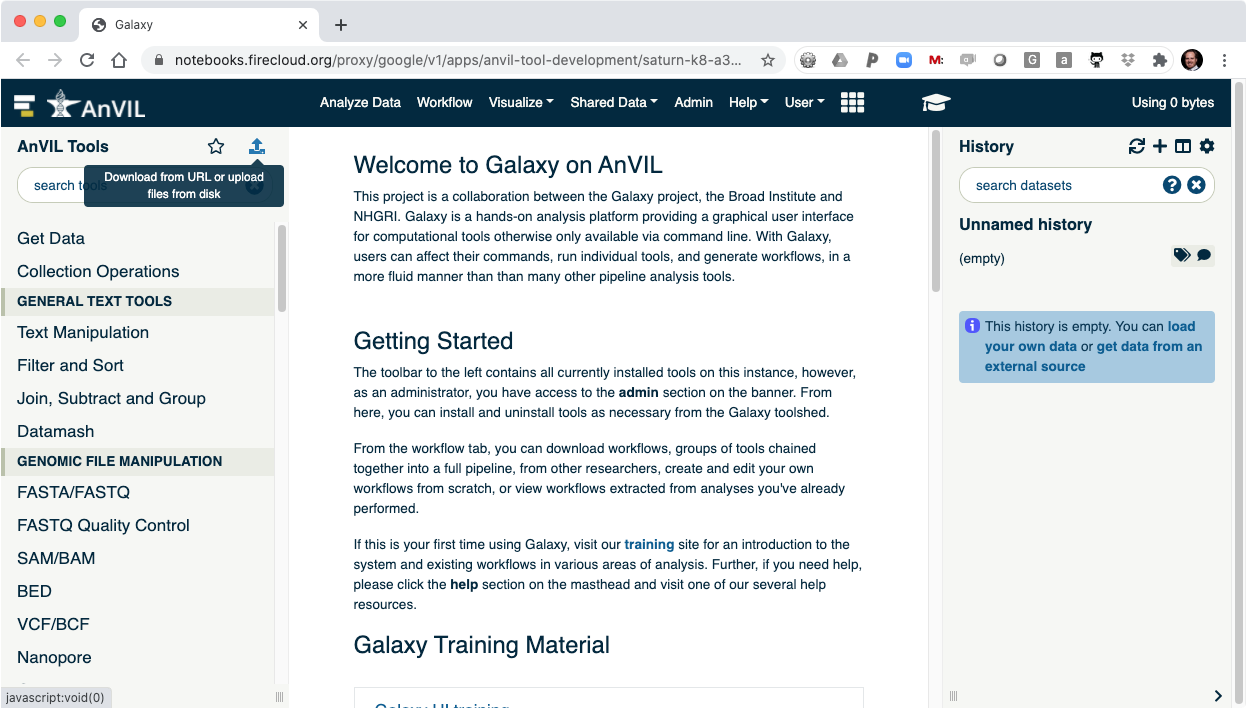 Galaxy
notebooks.firecloud.org/proxy/google/v1/apps/anvil-tool-development/saturn-k8-a3...
AnVIL
Analyze Data
Workflow
Visualize
Shared Data
Admin
Help
User
Using 0 bytes
AnVIL Tools
Download from URL or upload
files from disk
search tools
Get Data
Collection Operations
GENERAL TEXT TOOLS
Text Manipulation
Filter and Sort
Join, Subtract and Group
Datamash
GENOMIC FILE MANIPULATION
FASTA/FASTQ
FASTQ Quality Control
SAM/BAM
BED
VCF/BCF
Nanopore
javascript:void(0)
Welcome to Galaxy on AnVIL
This project is a collaboration between the Galaxy project, the Broad Institute and
NHGRI. Galaxy is a hands-on analysis platform providing a graphical user interface
for computational tools otherwise only available via command line. With Galaxy,
users can affect their commands, run individual tools, and generate workflows, in a
more fluid manner than than many other pipeline analysis tools.
Getting Started
The toolbar to the left contains all currently installed tools on this instance, however,
as an administrator, you have access to the admin section on the banner. From
here, you can install and uninstall tools as necessary from the Galaxy toolshed.
From the workflow tab, you can download workflows, groups of tools chained
together into a full pipeline, from other researchers, create and edit your own
workflows from scratch, or view workflows extracted from analyses you've already
performed.
If this is your first time using Galaxy, visit our training site for an introduction to the
system and existing workflows in various areas of analysis. Further, if you need help,
please click the help section on the masthead and visit one of our several help
resources.
Galaxy Training Material
Galaxy UI training
History
search datasets
Unnamed history
(empty)
This history is empty. You can load
your own data or get data from an
external source